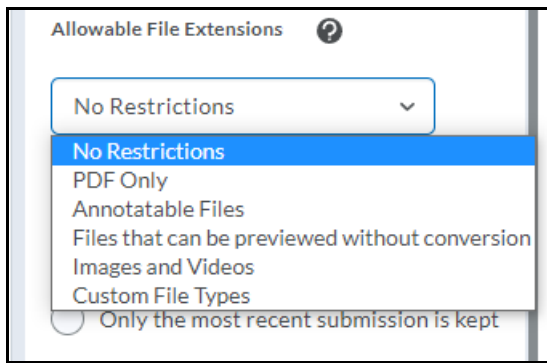 Allowable File Extensions ?
No Restrictions
No Restrictions
PDF Only
Annotatable Files
Files that can be previewed without conversion
Images and Videos
Custom File Types
Only the most recent submission is kept